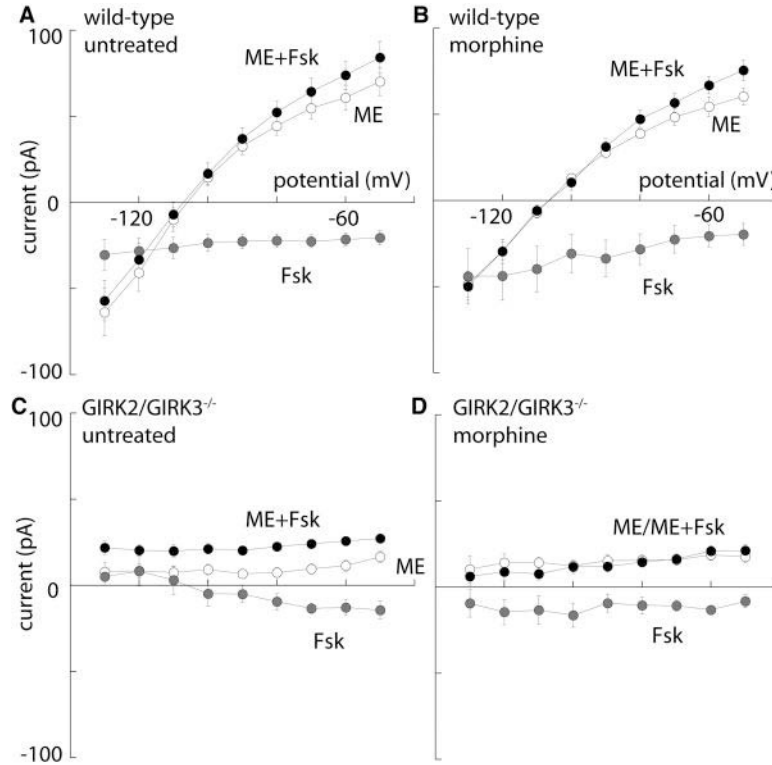 A
wild-type
untreated
100
ME+Fsk
ME
potential (mV)
0
-120
-60
Fsk
-100
current (pA)
B
wild-type
morphine
ME+Fsk
ME
potential (mV)
-120
-60
Fsk
C
GIRK2/GIRK3-/-
untreated
100
ME+Fsk
ME
0
Fsk
-100
current (pA)
D
GIRK2/GIRK3-/-
morphine
ME/ME+Fsk
Fsk